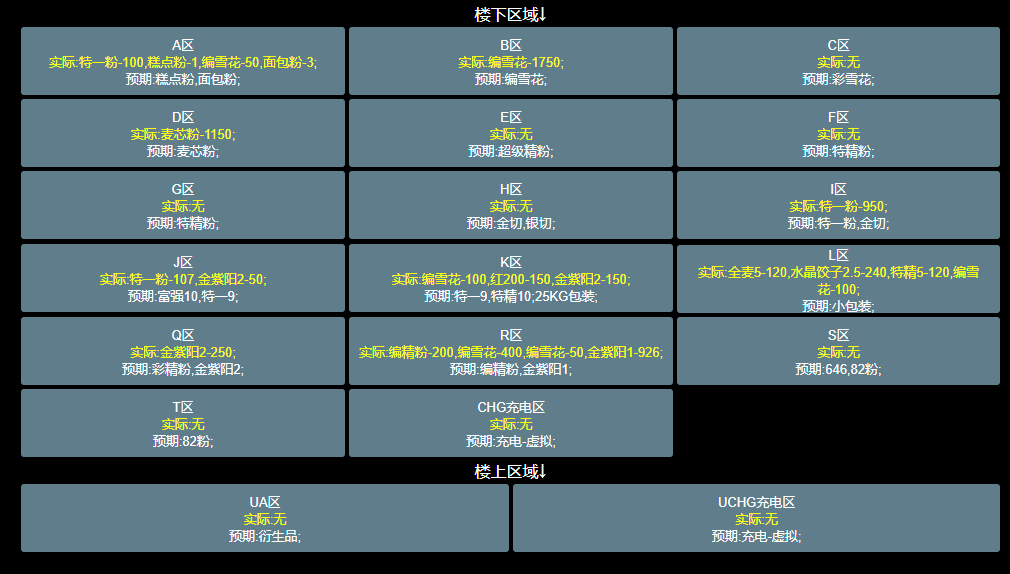 楼下区域↓
A区
实际:特一粉-100,糕点粉-1,编雪花-50,面包粉-3;
预期:糕点粉,面包粉;
B区
实际:编雪花-1750;
预期:编雪花;
C区
实际:无
预期:彩雪花;
D区
实际:麦芯粉-1150;
预期:麦芯粉;
E区
实际:无
预期:超级精粉;
F区
实际:无
预期:特精粉;
G区
实际:无
预期:特精粉;
H区
实际:无
预期:金切,银切;
I区
实际:特一粉-950;
预期:特一粉,金切;
J区
实际:特一粉-107,金紫阳2-50;
预期:富强10,特一9;
K区
实际:编雪花-100,红200-150,金紫阳2-150;
预期:特一9,特精10;25KG包装;
L区
实际:全麦5-120,水晶饺子2.5-240,特精5-120,编雪
花-100;
预期:小包装;
Q区
实际:金紫阳2-250;
预期:彩精粉,金紫阳2;
R区
实际:编精粉-200,编雪花-400,编雪花-50,金紫阳1-926;
预期:编精粉,金紫阳1;
S区
实际:无
预期:646,82粉;
T区
实际:无
预期:82粉;
CHG充电区
实际:无
预期:充电-虚拟;
楼上区域↓
UA区
实际:无
预期:衍生品;
UCHG充电区
实际:无
预期:充电-虚拟;